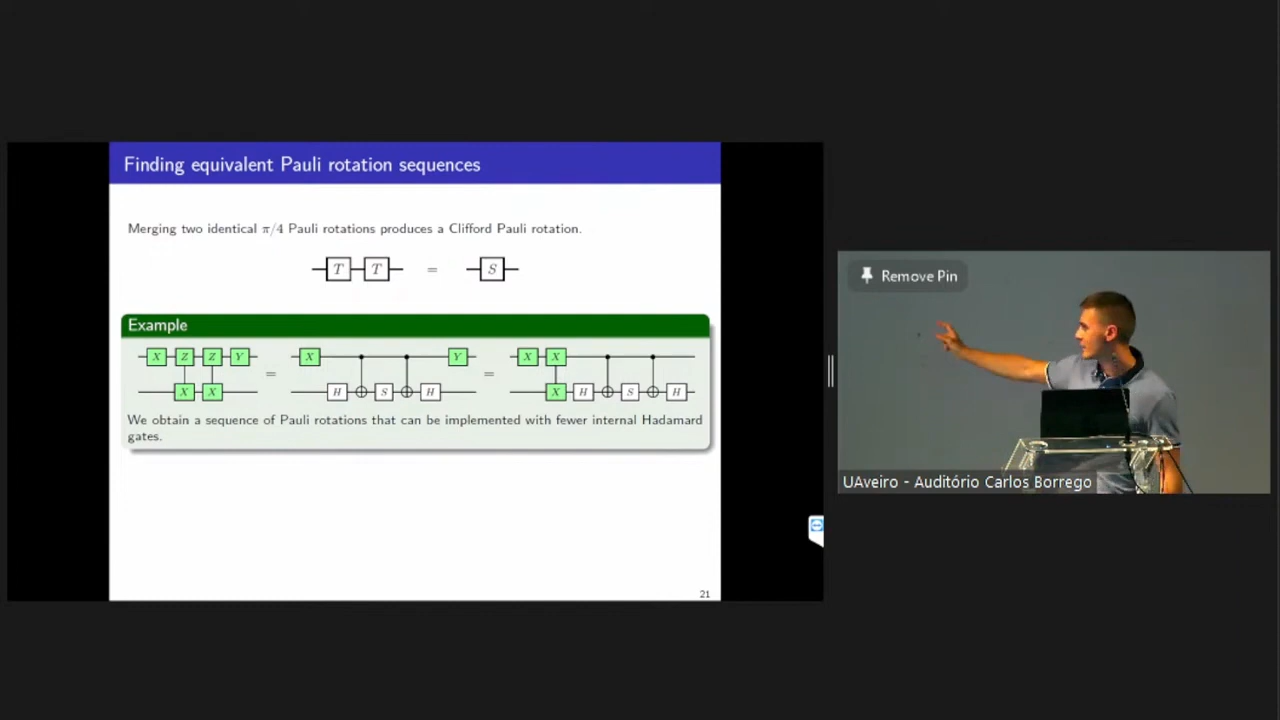 Finding equivalent Pauli rotation sequences
Merging two identical π/4 Pauli rotations produces a Clifford Pauli rotation.
T T = S
Example
X Z Z Y X Y X X
= =
X X H S H X H S H
We obtain a sequence of Pauli rotations that can be implemented with fewer internal Hadamard
gates.
21
Remove Pin
UAveiro - Auditório Carlos Borrego